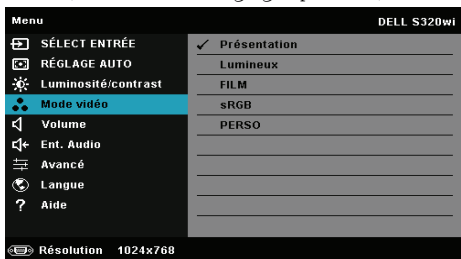 Menu DELL S320wi
SÉLECT ENTRÉE
RÉGLAGE AUTO
Luminosité/contrast
Mode vidéo
Volume
Ent. Audio
Avancé
Langue
Aide
Présentation
Lumineux
FILM
sRGB
PERSO
Résolution 1024x768